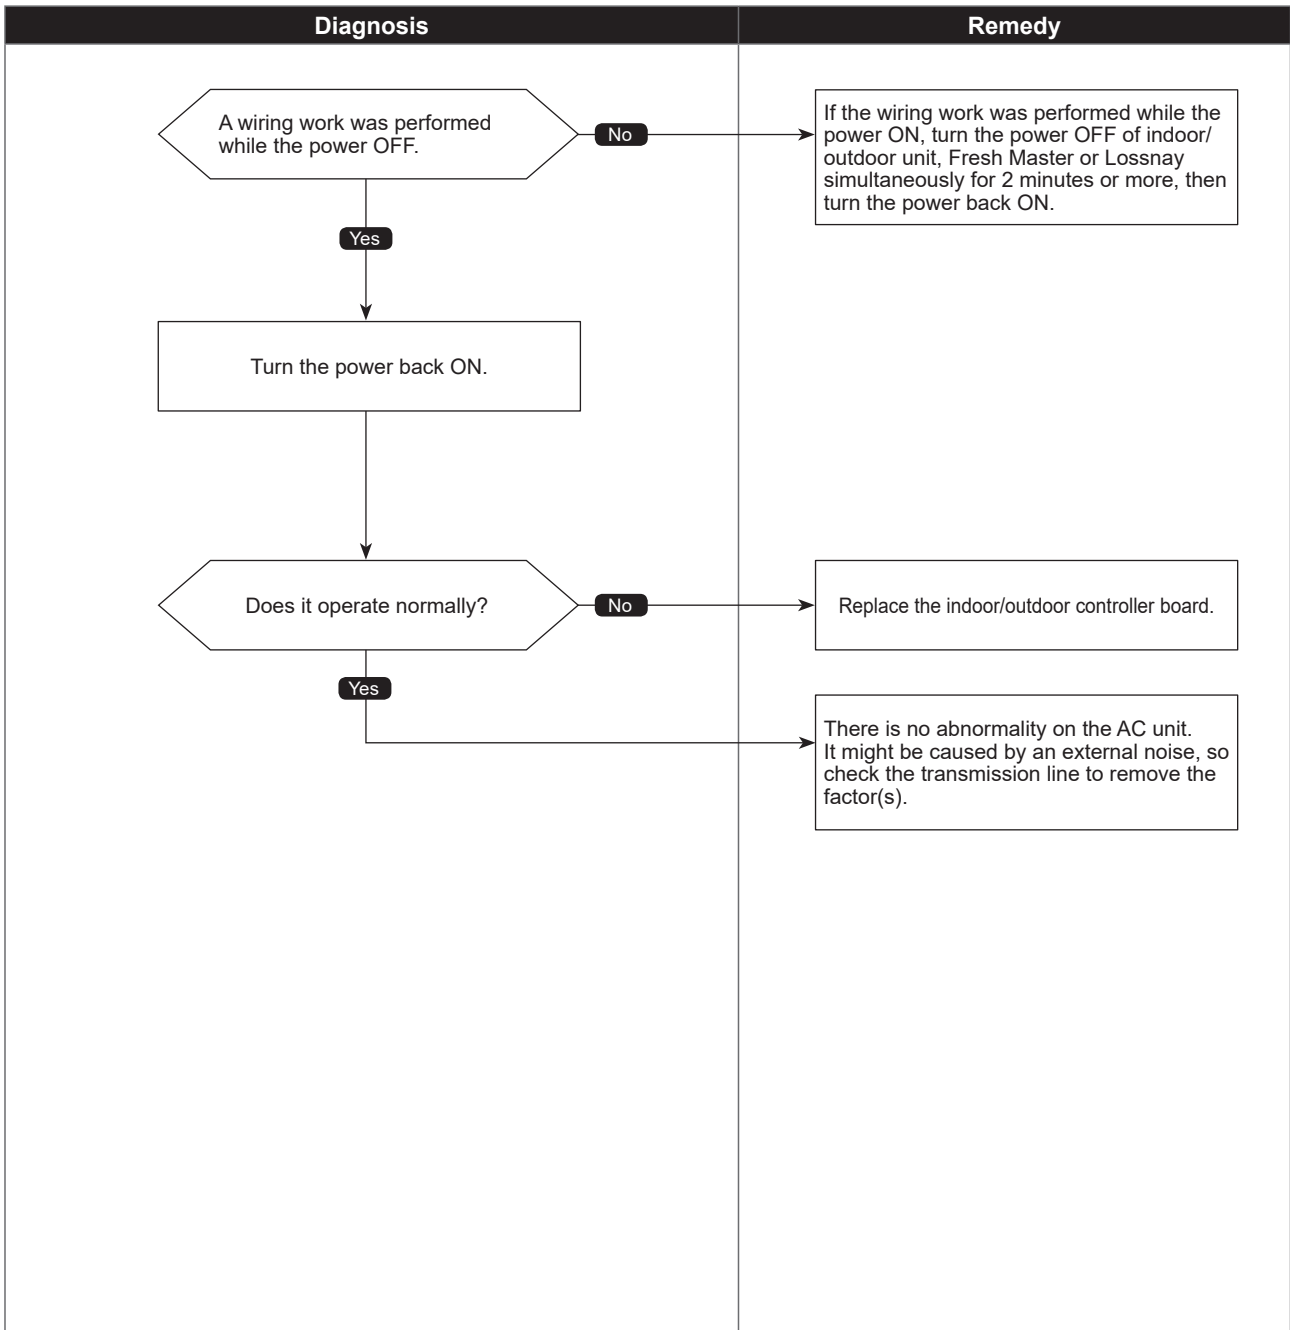 Diagnosis
Remedy
A wiring work was performed
while the power OFF.
No
If the wiring work was performed while the
power ON, turn the power OFF of indoor/
outdoor unit, Fresh Master or Lossnay
simultaneously for 2 minutes or more, then
turn the power back ON.
Yes
Turn the power back ON.
Does it operate normally?
No
Replace the indoor/outdoor controller board.
Yes
There is no abnormality on the AC unit.
It might be caused by an external noise, so
check the transmission line to remove the
factor(s).